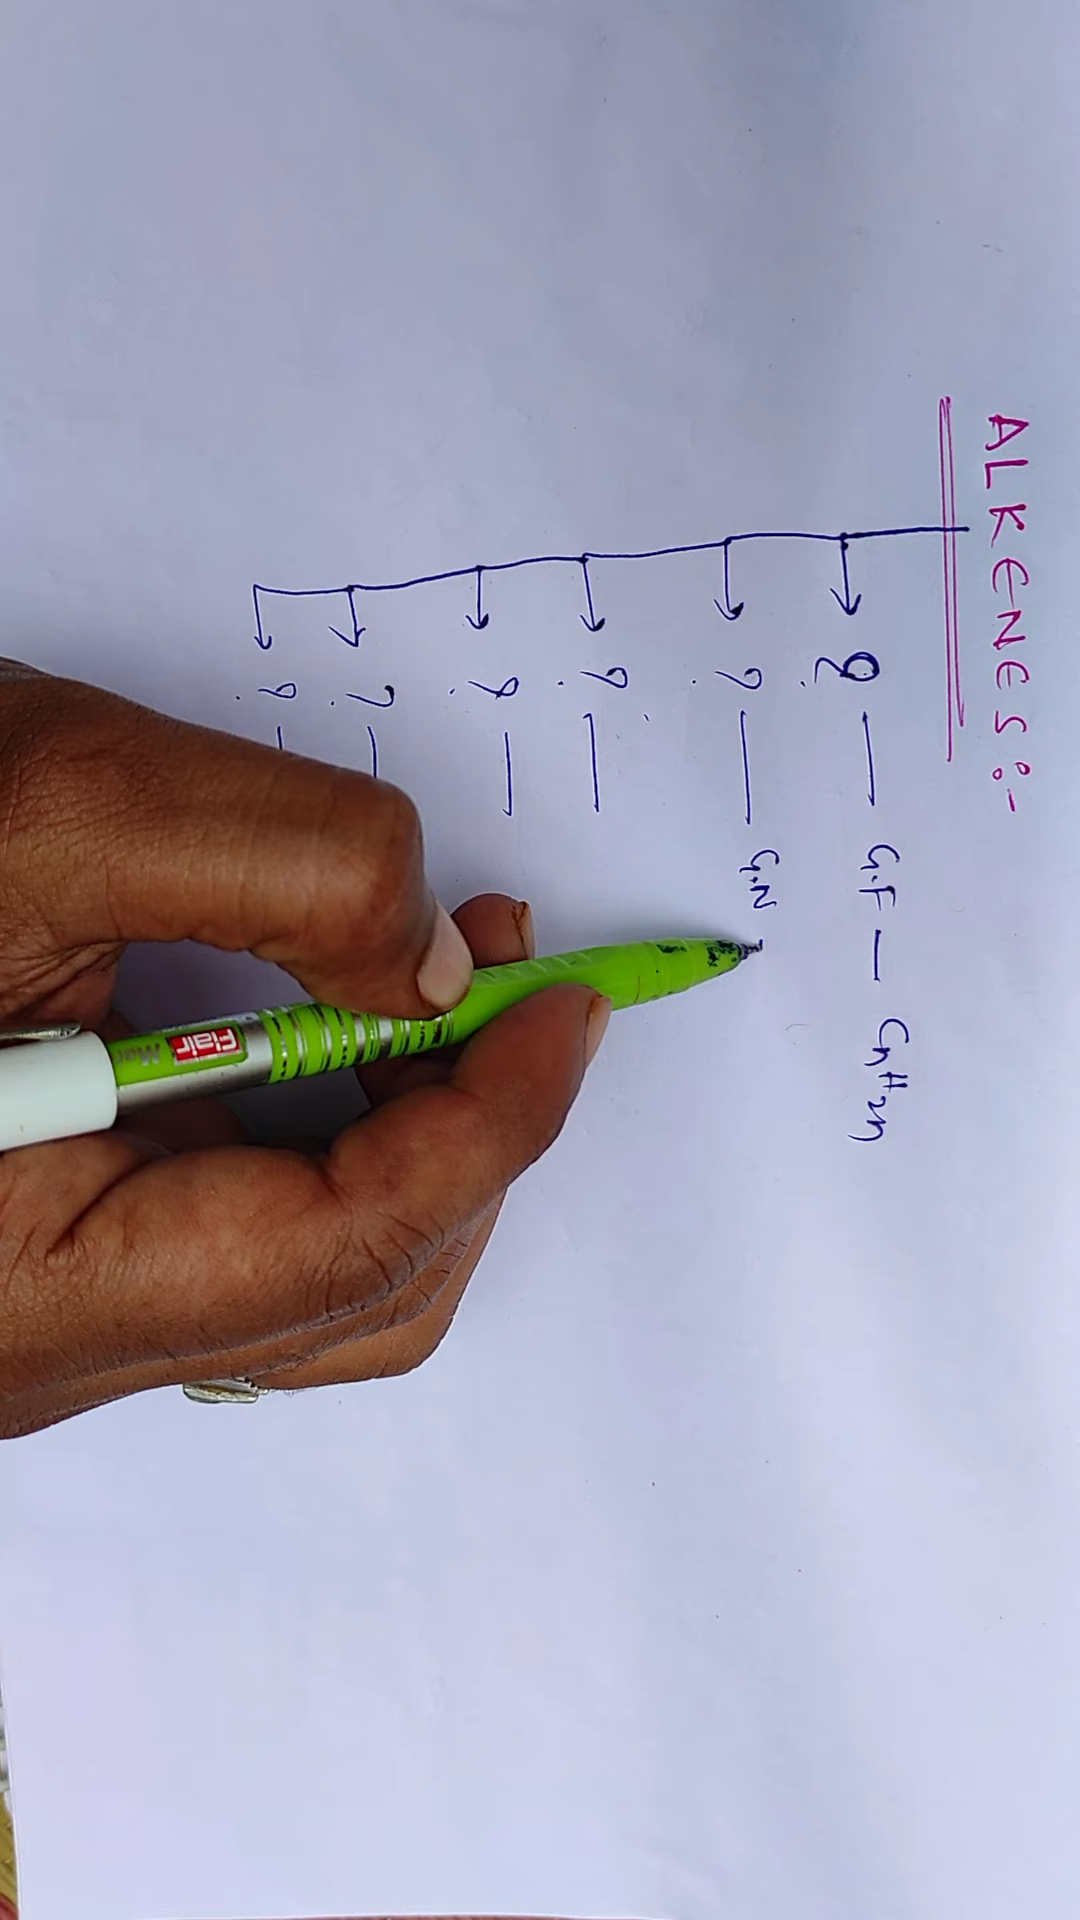 ALKENES:-
? — G.F — CnH2n
? — G.N
? —
? —
? —
? —
Flair